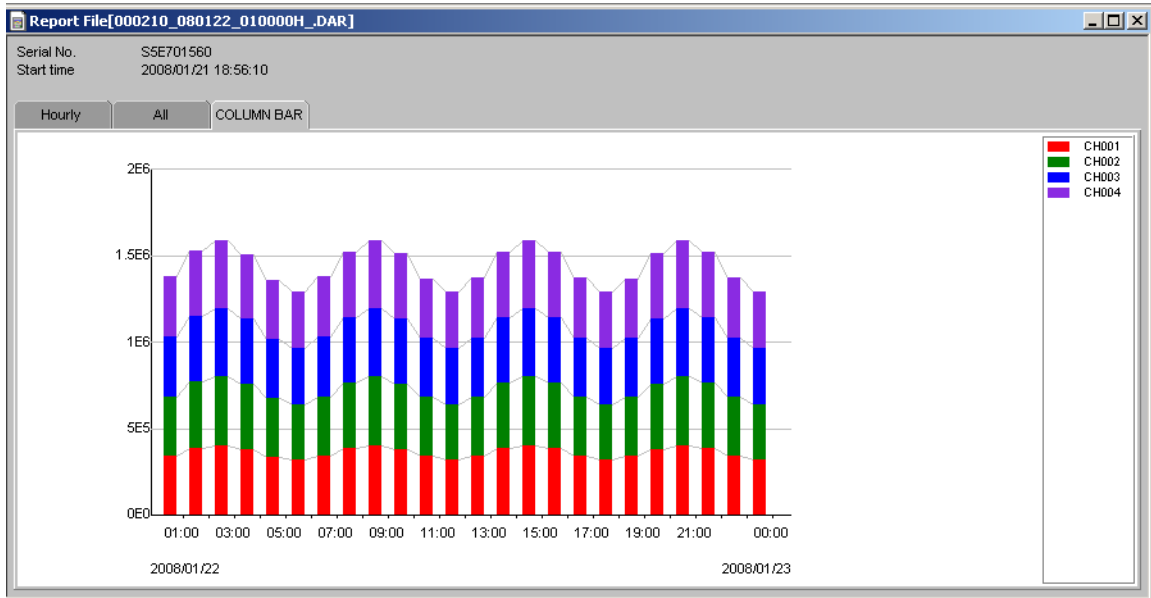 Report File[000210_080122_010000H_.DAR]
Serial No. S5E701560
Start time 2008/01/21 18:56:10
Hourly All COLUMN BAR
2E6
1.5E6
1E6
5E5
0E0
01:00 03:00 05:00 07:00 09:00 11:00 13:00 15:00 17:00 19:00 21:00 00:00
2008/01/22 2008/01/23
CH001
CH002
CH003
CH004